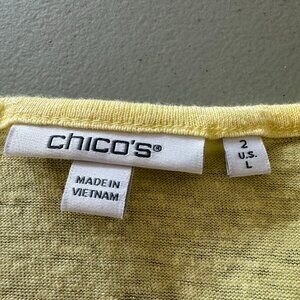 chico's®
2
U.S.
L
MADE IN
VIETNAM